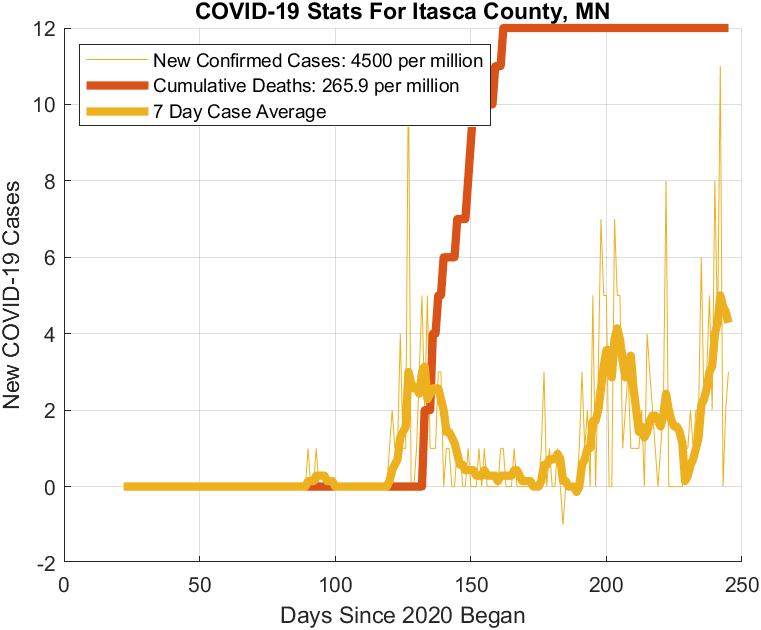 COVID-19 Stats For Itasca County, MN
New Confirmed Cases: 4500 per million
Cumulative Deaths: 265.9 per million
7 Day Case Average
12
10
8
6
4
2
0
-2
New COVID-19 Cases
0 50 100 150 200 250
Days Since 2020 Began